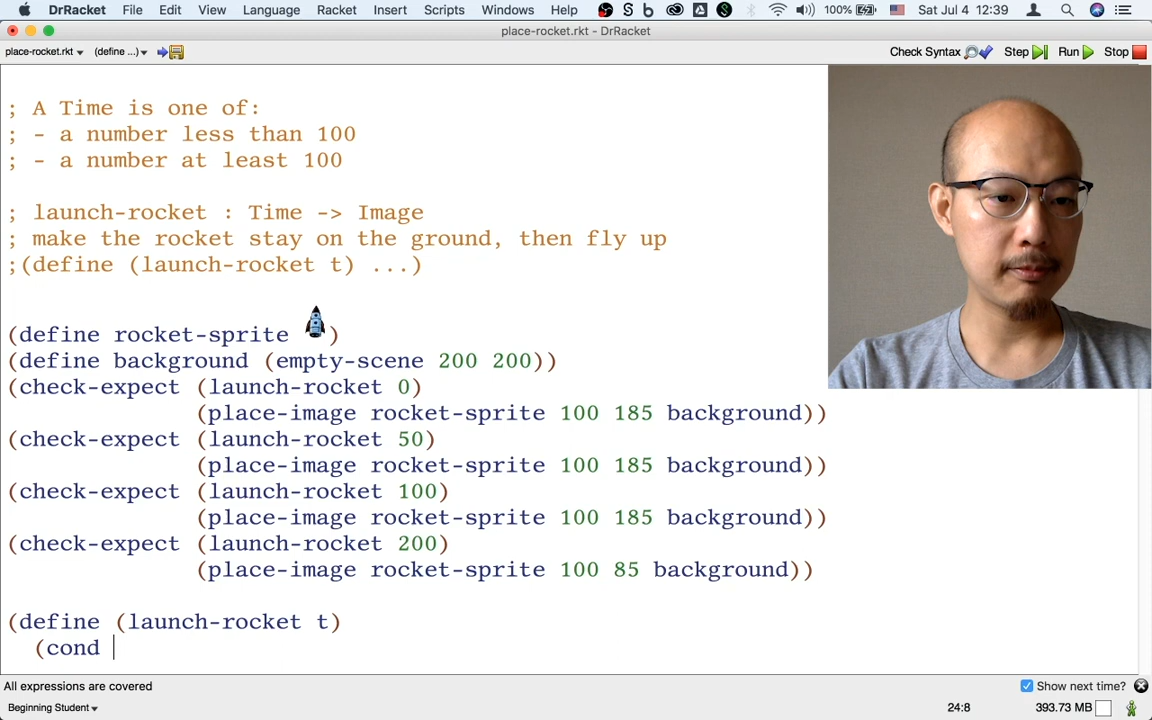 DrRacket File Edit View Language Racket Insert Scripts Windows Help 100% Sat Jul 4 12:39
place-rocket.rkt - DrRacket
place-rocket.rkt (define ...) Check Syntax Step Run Stop
; A Time is one of:
; - a number less than 100
; - a number at least 100
; launch-rocket : Time -> Image
; make the rocket stay on the ground, then fly up
;(define (launch-rocket t) ...)
(define rocket-sprite )
(define background (empty-scene 200 200))
(check-expect (launch-rocket 0)
(place-image rocket-sprite 100 185 background))
(check-expect (launch-rocket 50)
(place-image rocket-sprite 100 185 background))
(check-expect (launch-rocket 100)
(place-image rocket-sprite 100 185 background))
(check-expect (launch-rocket 200)
(place-image rocket-sprite 100 85 background))
(define (launch-rocket t)
(cond
All expressions are covered Show next time?
Beginning Student 24:8 393.73 MB